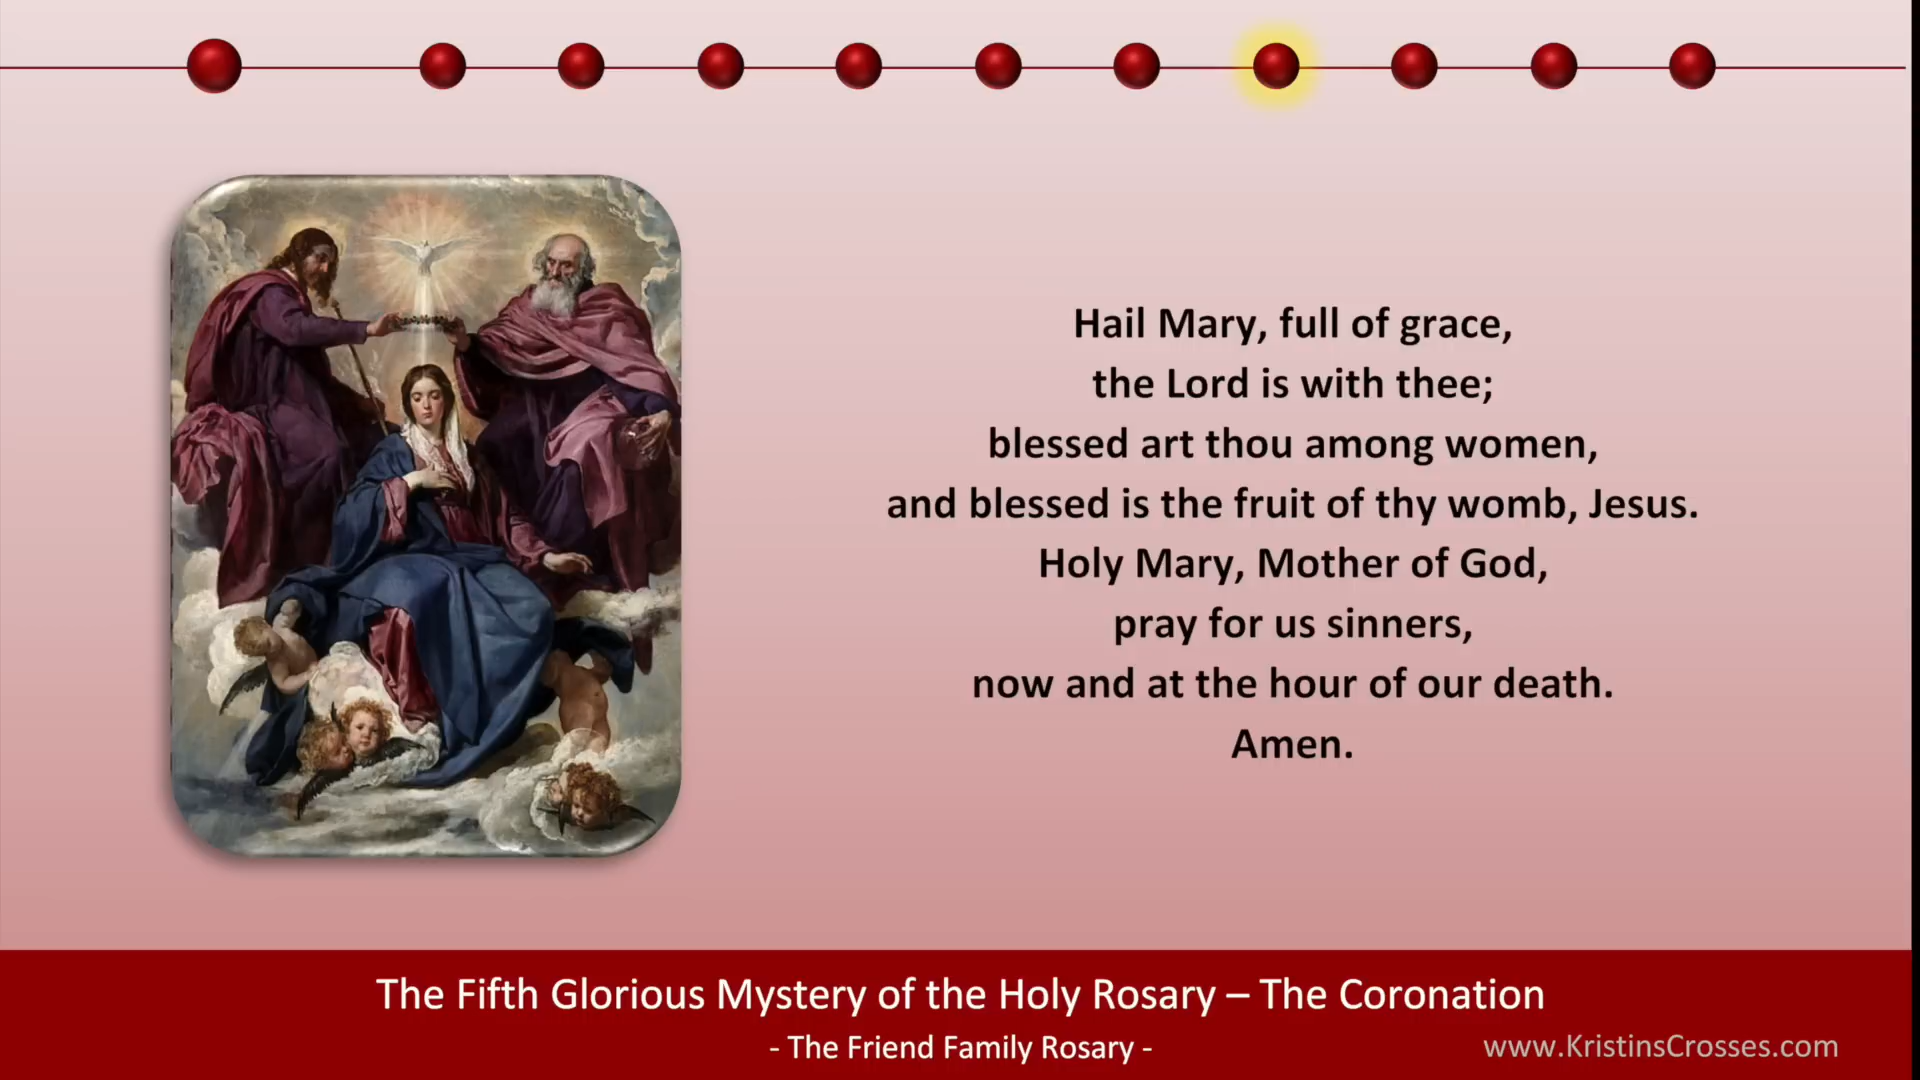 Hail Mary, full of grace,
the Lord is with thee;
blessed art thou among women,
and blessed is the fruit of thy womb, Jesus.
Holy Mary, Mother of God,
pray for us sinners,
now and at the hour of our death.
Amen.
The Fifth Glorious Mystery of the Holy Rosary – The Coronation
- The Friend Family Rosary -
www.KristinsCrosses.com